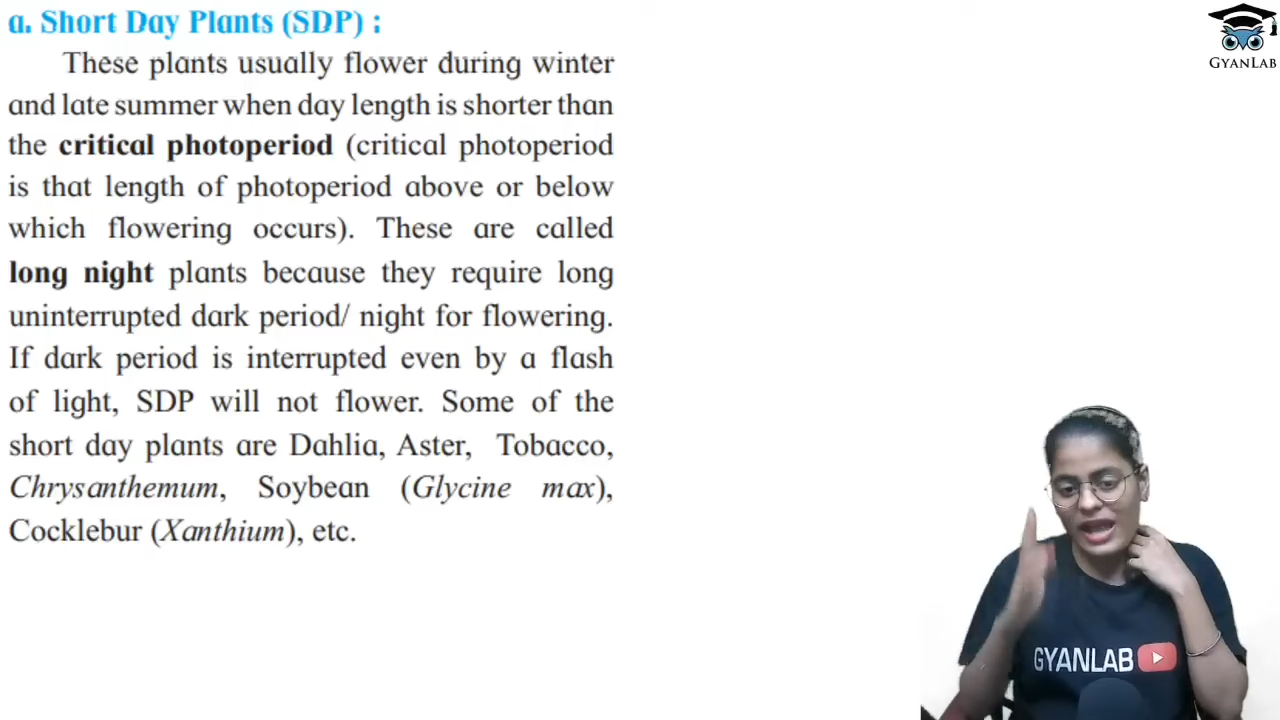 a. Short Day Plants (SDP) :
These plants usually flower during winter
and late summer when day length is shorter than
the critical photoperiod (critical photoperiod
is that length of photoperiod above or below
which flowering occurs). These are called
long night plants because they require long
uninterrupted dark period/ night for flowering.
If dark period is interrupted even by a flash
of light, SDP will not flower. Some of the
short day plants are Dahlia, Aster, Tobacco,
Chrysanthemum, Soybean (Glycine max),
Cocklebur (Xanthium), etc.
GYANLAB
GYANLAB